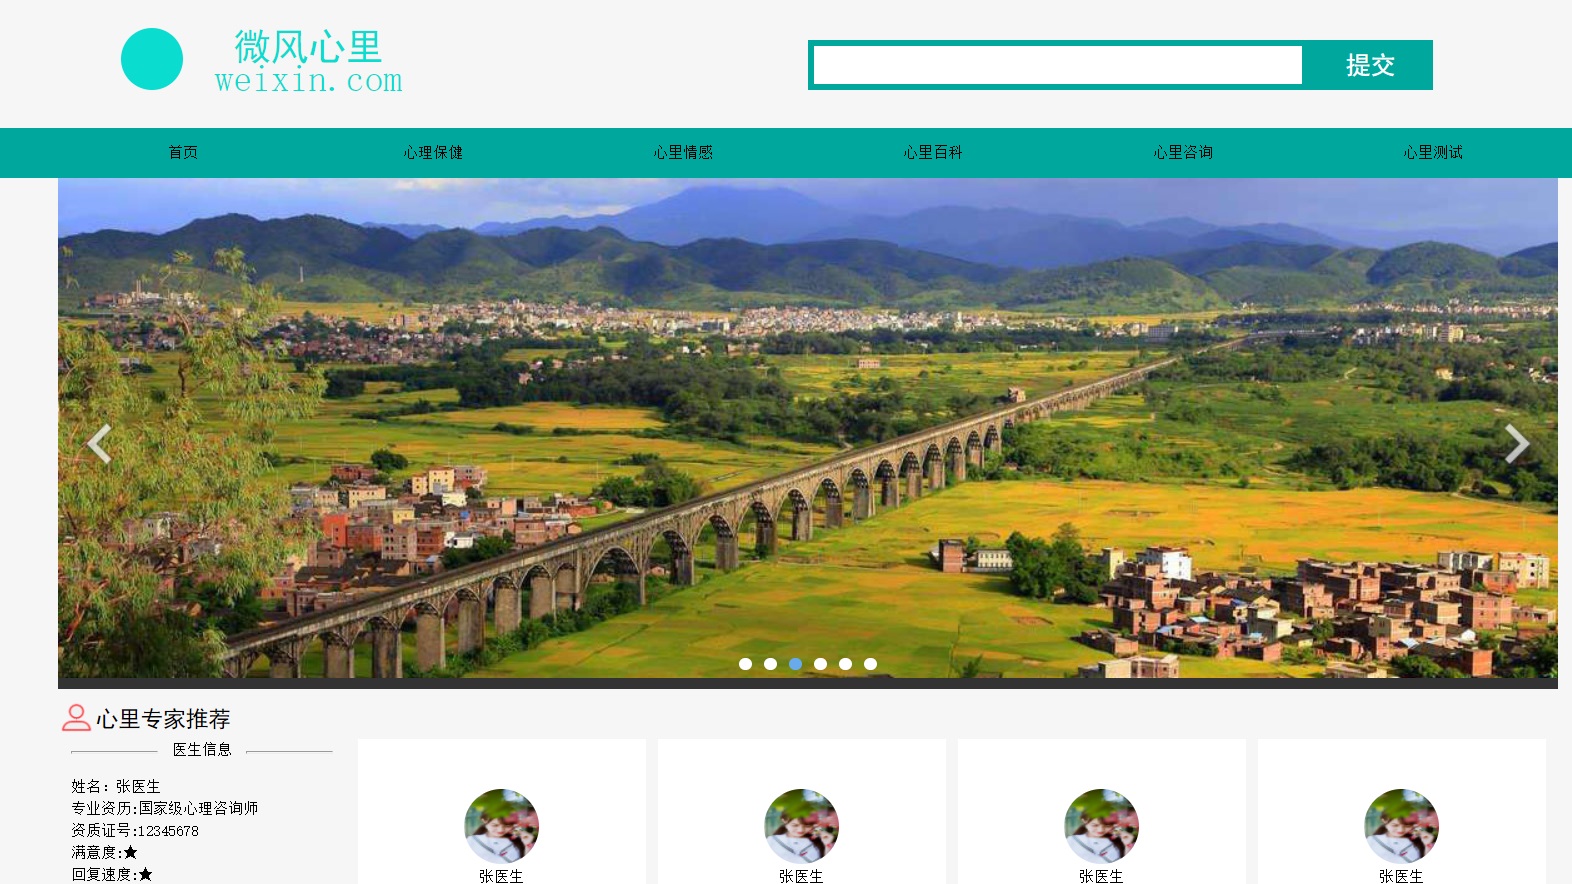 微风心里
weixin.com
提交
首页 心理保健 心里情感 心里百科 心里咨询 心里测试
心里专家推荐
医生信息
姓名：张医生
专业资历:国家级心理咨询师
资质证号:12345678
满意度:★
回复速度:★
张医生 张医生 张医生 张医生